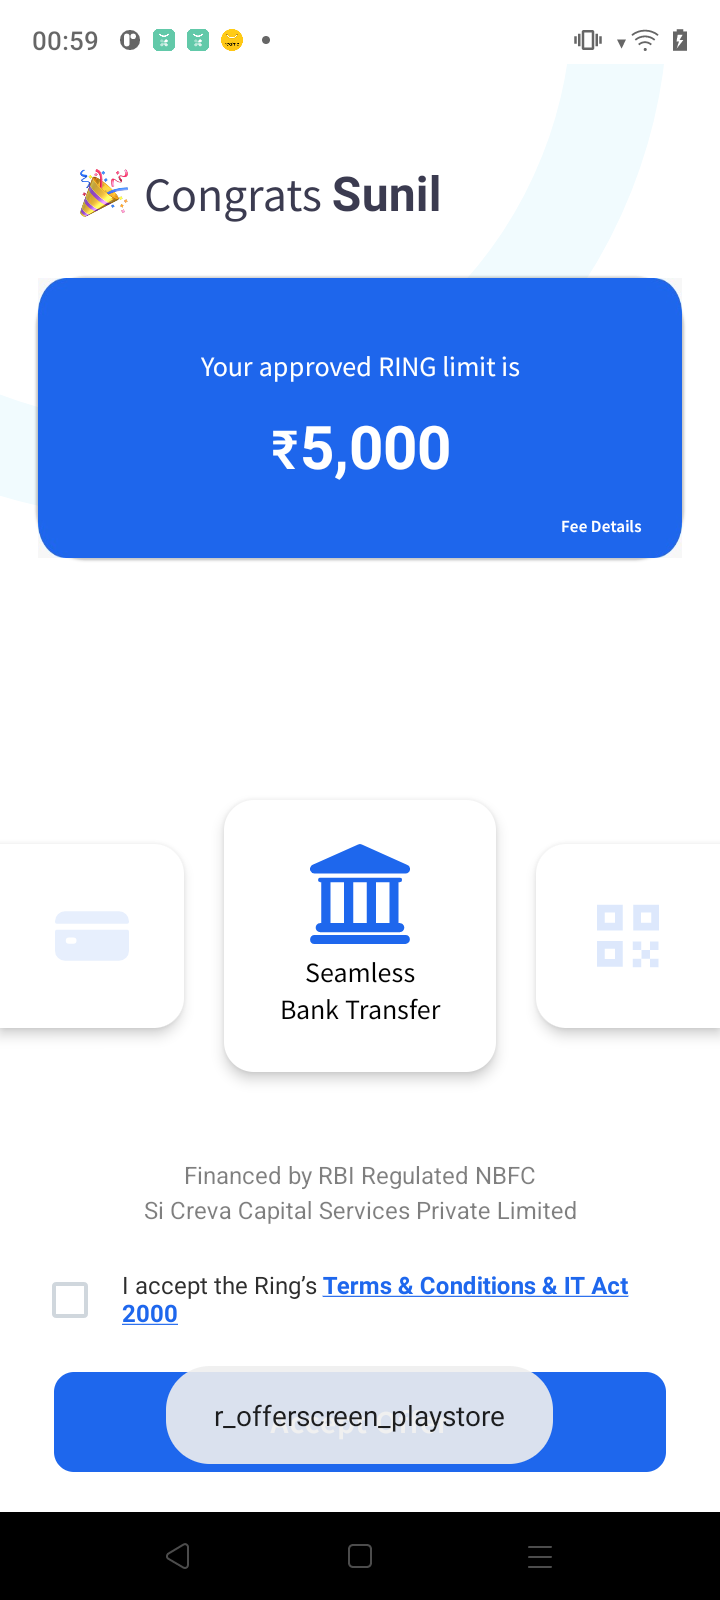 00:59
Congrats Sunil
Your approved RING limit is
₹5,000
Fee Details
Seamless
Bank Transfer
Financed by RBI Regulated NBFC
Si Creva Capital Services Private Limited
I accept the Ring’s Terms & Conditions & IT Act
2000
r_offerscreen_playstore